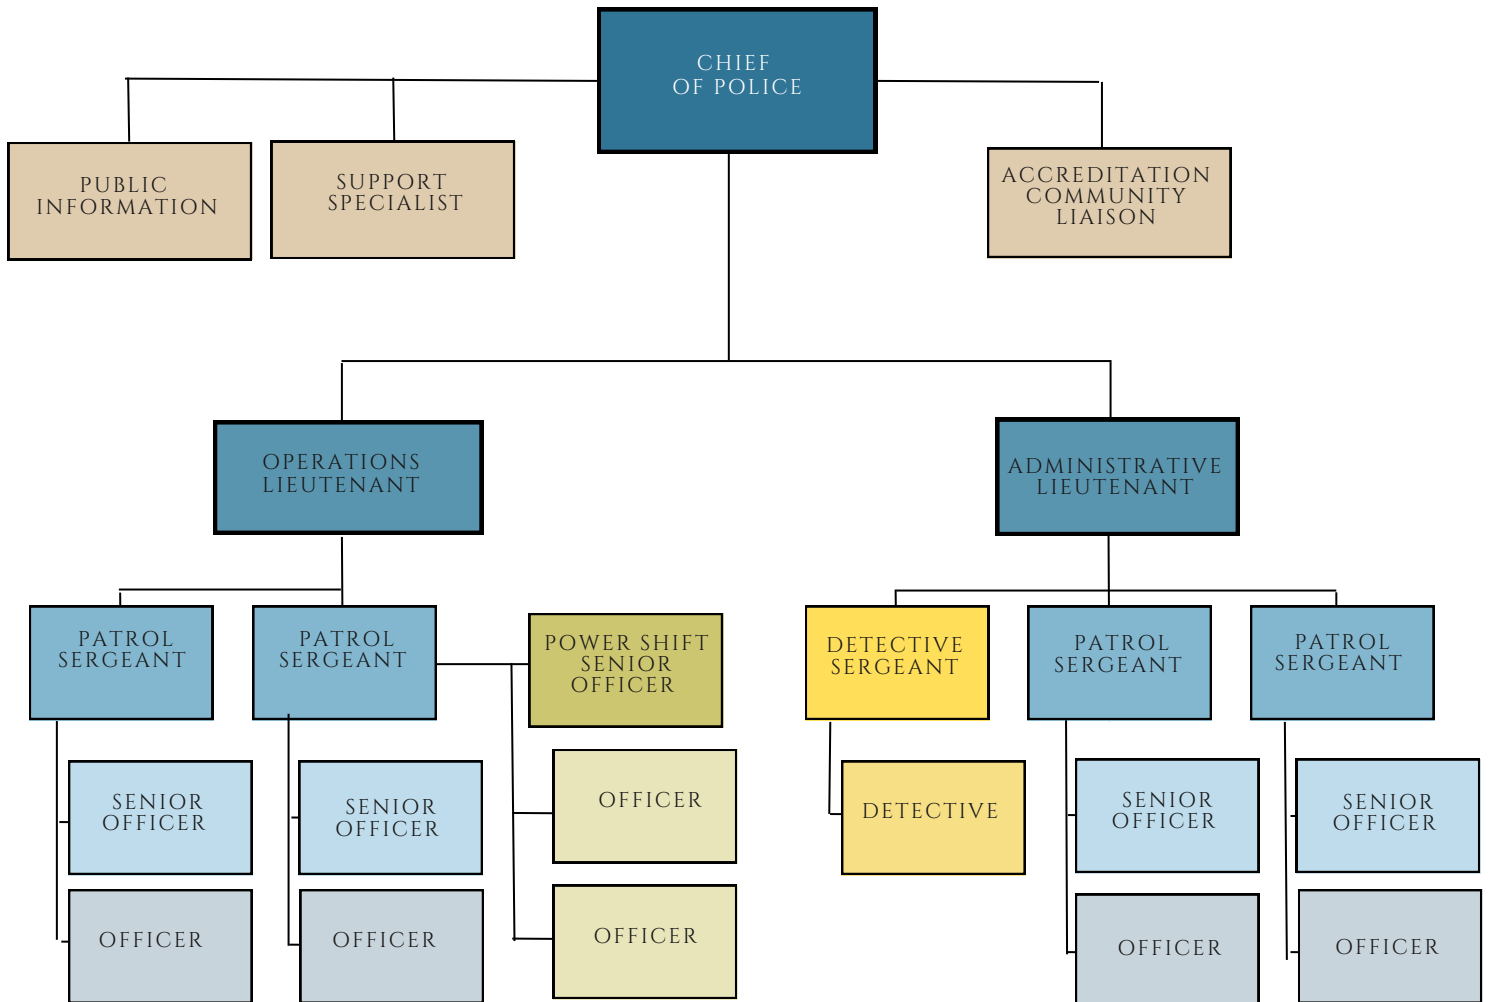 CHIEF
OF POLICE
PUBLIC
INFORMATION
SUPPORT
SPECIALIST
ACCREDITATION
COMMUNITY
LIAISON
OPERATIONS
LIEUTENANT
ADMINISTRATIVE
LIEUTENANT
PATROL
SERGEANT
PATROL
SERGEANT
POWER SHIFT
SENIOR
OFFICER
DETECTIVE
SERGEANT
PATROL
SERGEANT
PATROL
SERGEANT
SENIOR
OFFICER
SENIOR
OFFICER
OFFICER
DETECTIVE
SENIOR
OFFICER
SENIOR
OFFICER
OFFICER
OFFICER
OFFICER
OFFICER
OFFICER